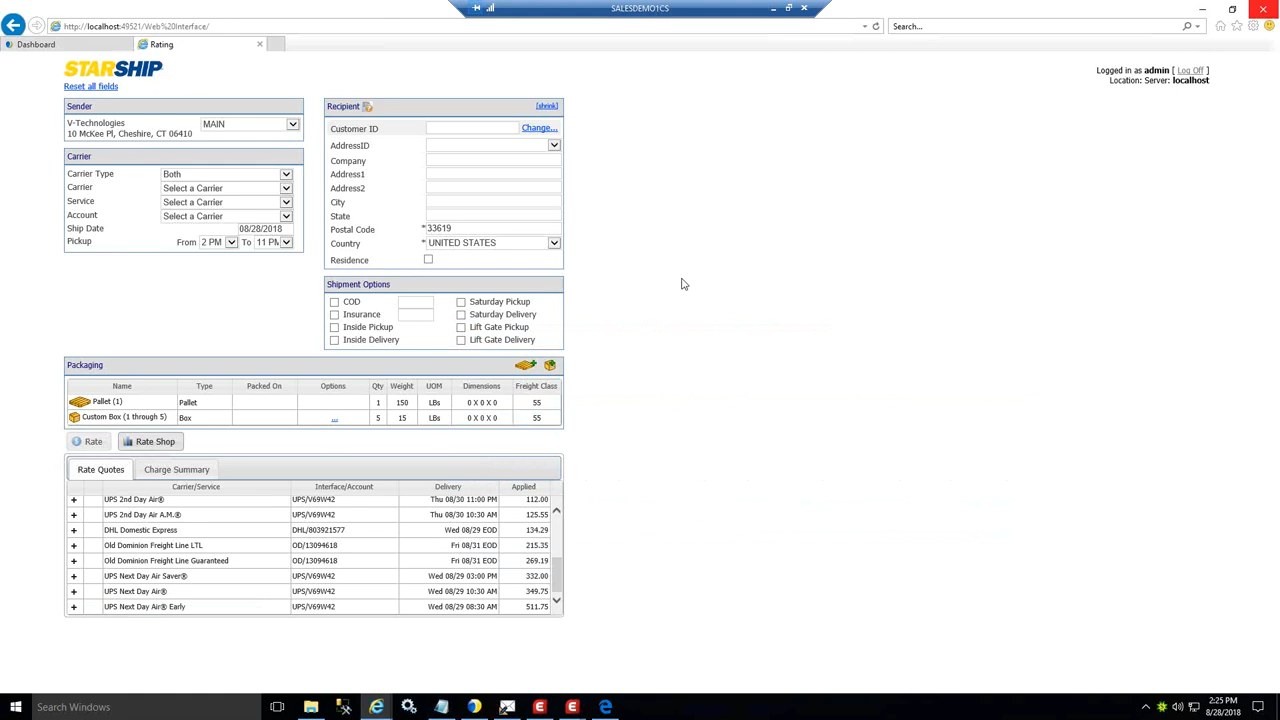 SALESDEMO1CS
http://localhost:49521/Web%20Interface/
Search...
Dashboard
Rating
STARSHIP
Reset all fields
Logged in as admin [ Log Off ]
Location: Server: localhost
Sender
V-Technologies
10 McKee Pl, Cheshire, CT 06410
MAIN
Carrier
Carrier Type Both
Carrier Select a Carrier
Service Select a Carrier
Account Select a Carrier
Ship Date 08/28/2018
Pickup From 2 PM To 11 PM
Recipient [shrink]
Customer ID Change...
AddressID
Company
Address1
Address2
City
State
Postal Code *33619
Country * UNITED STATES
Residence
Shipment Options
COD Saturday Pickup
Insurance Saturday Delivery
Inside Pickup Lift Gate Pickup
Inside Delivery Lift Gate Delivery
Packaging
Name Type Packed On Options Qty Weight UOM Dimensions Freight Class
Pallet (1) Pallet 1 150 LBs 0 X 0 X 0 55
Custom Box (1 through 5) Box ... 5 15 LBs 0 X 0 X 0 55
Rate Rate Shop
Rate Quotes Charge Summary
Carrier/Service Interface/Account Delivery Applied
+ UPS 2nd Day Air® UPS/V69W42 Thu 08/30 11:00 PM 112.00
+ UPS 2nd Day Air A.M.® UPS/V69W42 Thu 08/30 10:30 AM 125.55
+ DHL Domestic Express DHL/803921577 Wed 08/29 EOD 134.29
+ Old Dominion Freight Line LTL OD/13094618 Fri 08/31 EOD 215.35
+ Old Dominion Freight Line Guaranteed OD/13094618 Fri 08/31 EOD 269.19
+ UPS Next Day Air Saver® UPS/V69W42 Wed 08/29 03:00 PM 332.00
+ UPS Next Day Air® UPS/V69W42 Wed 08/29 10:30 AM 349.75
+ UPS Next Day Air® Early UPS/V69W42 Wed 08/29 08:30 AM 511.75
Search Windows
2:25 PM
8/28/2018